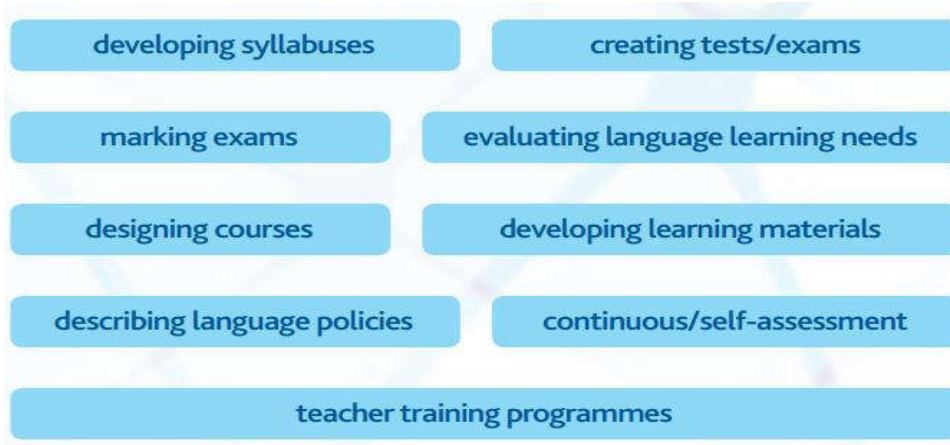 developing syllabuses
creating tests/exams
marking exams
evaluating language learning needs
designing courses
developing learning materials
describing language policies
continuous/self-assessment
teacher training programmes